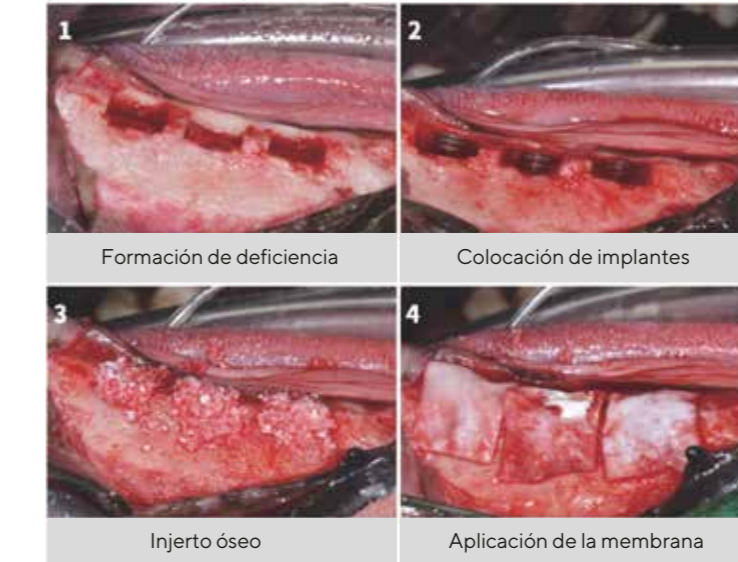 1
2
Formación de deficiencia
Colocación de implantes
3
4
Injerto óseo
Aplicación de la membrana